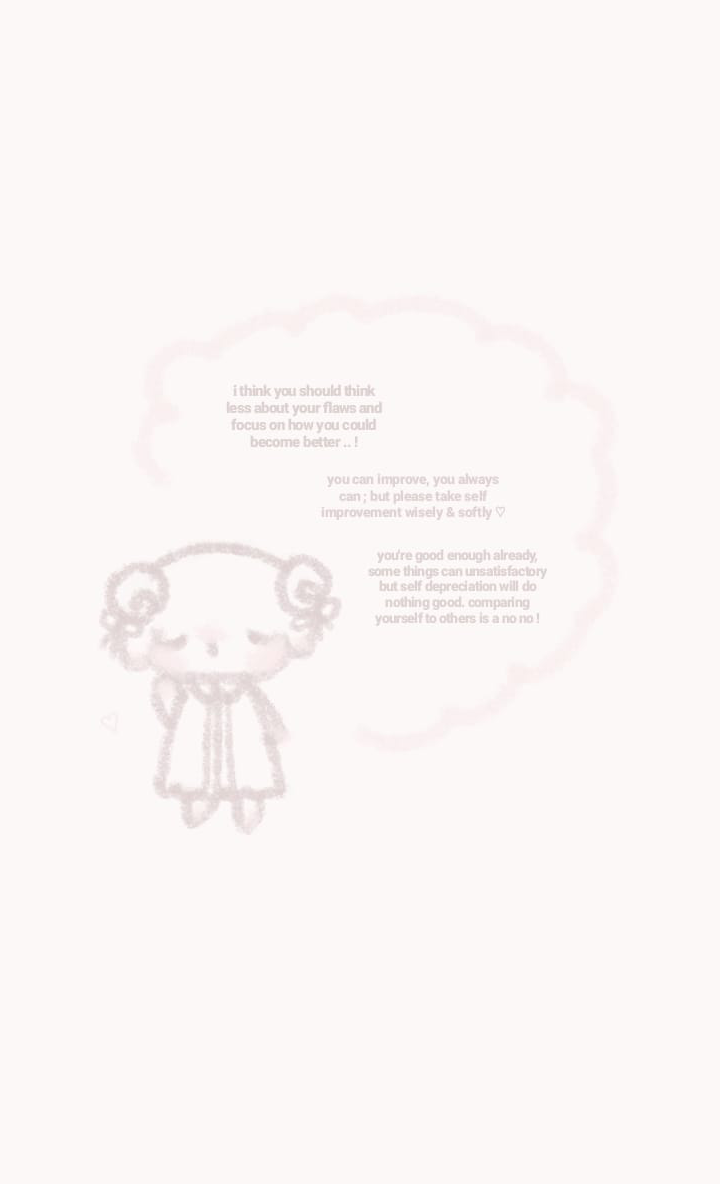 i think you should think
less about your flaws and
focus on how you could
become better .. !
you can improve, you always
can ; but please take self
improvement wisely & softly ♡
you're good enough already,
some things can unsatisfactory
but self depreciation will do
nothing good. comparing
yourself to others is a no no !